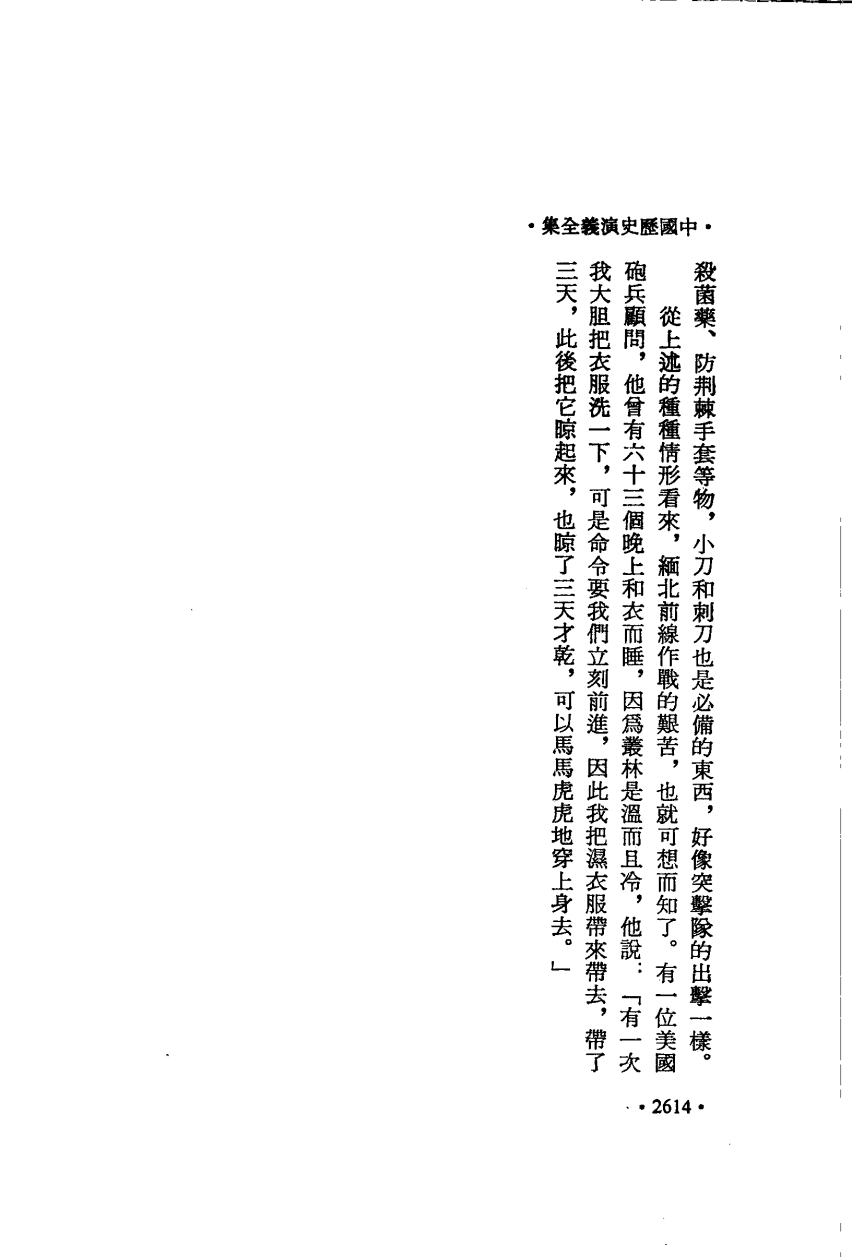 ·中國歷史演義全集·
殺菌藥、防荆棘手套等物，小刀和刺刀也是必備的東西，好像突擊隊的出擊一樣。
從上述的種種情形看來，緬北前線作戰的艱苦，也就可想而知了。有一位美國
砲兵顧問，他曾有六十三個晚上和衣而睡，因爲叢林是溫而且冷，他說：「有一次
我大胆把衣服洗一下，可是命令要我們立刻前進，因此我把濕衣服帶來帶去，帶了
三天，此後把它晾起來，也晾了三天才乾，可以馬馬虎虎地穿上身去。」
·2614·